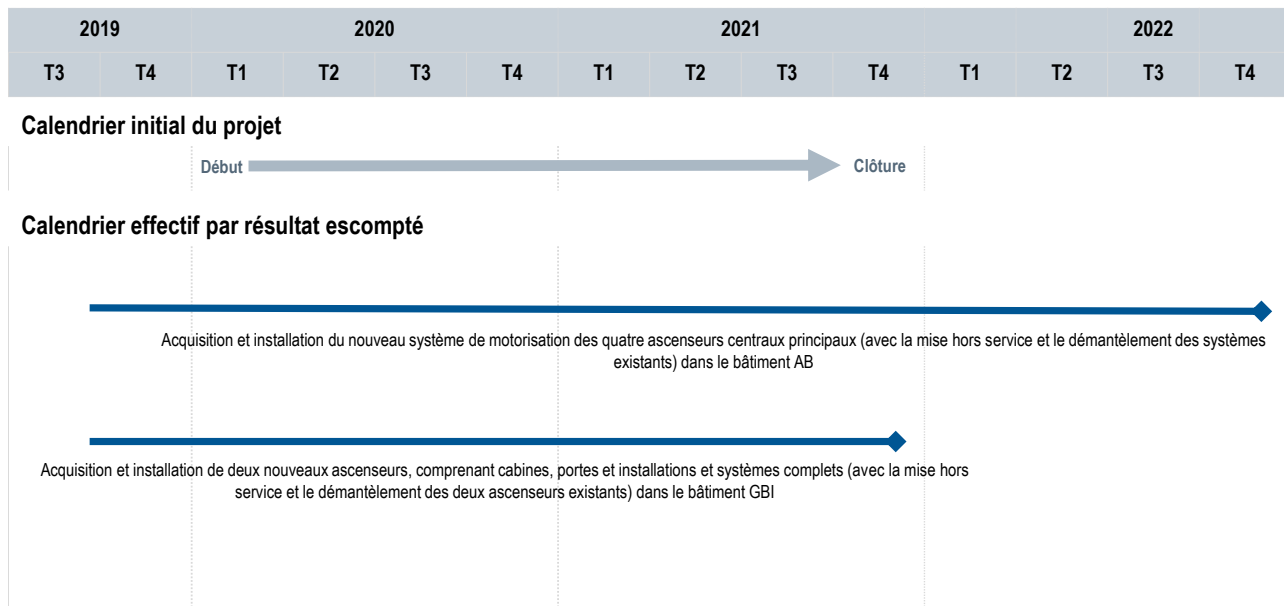 2019 2020 2021 2022
T3 T4 T1 T2 T3 T4 T1 T2 T3 T4 T1 T2 T3 T4
Calendrier initial du projet
Début Clôture
Calendrier effectif par résultat escompté
Acquisition et installation du nouveau système de motorisation des quatre ascenseurs centraux principaux (avec la mise hors service et le démantèlement des systèmes
existants) dans le bâtiment AB
Acquisition et installation de deux nouveaux ascenseurs, comprenant cabines, portes et installations et systèmes complets (avec la mise hors
service et le démantèlement des deux ascenseurs existants) dans le bâtiment GBI